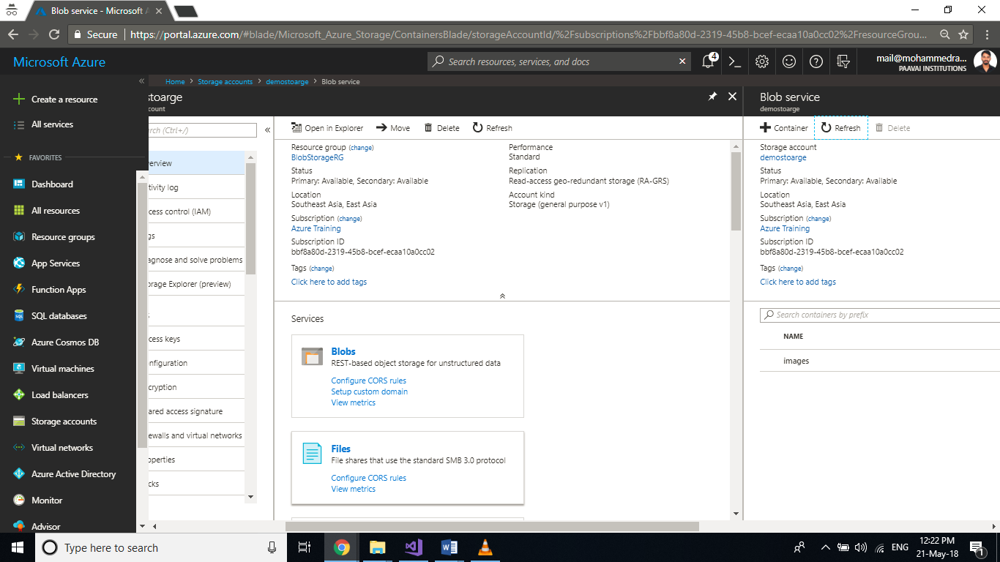 Blob service - Microsoft A
Secure
https://portal.azure.com/#blade/Microsoft_Azure_Storage/ContainersBlade/storageAccountId/%2Fsubscriptions%2Fbbf8a80d-2319-45b8-bcef-ecaa10a0cc02%2FresourceGrou...
Microsoft Azure
Search resources, services, and docs
4
mail@mohammedra...
PAAVAI INSTITUTIONS
Home > Storage accounts > demostoarge > Blob service
Create a resource
All services
FAVORITES
Dashboard
All resources
Resource groups
App Services
Function Apps
SQL databases
Azure Cosmos DB
Virtual machines
Load balancers
Storage accounts
Virtual networks
Azure Active Directory
Monitor
Advisor
stoarge
count
rch (Ctrl+/)
erview
tivity log
cess control (IAM)
gs
agnose and solve problems
orage Explorer (preview)
s
cess keys
nfiguration
cryption
ared access signature
ewalls and virtual networks
operties
cks
Open in Explorer
Move
Delete
Refresh
Resource group (change)
BlobStorageRG
Status
Primary: Available, Secondary: Available
Location
Southeast Asia, East Asia
Subscription (change)
Azure Training
Subscription ID
bbf8a80d-2319-45b8-bcef-ecaa10a0cc02
Tags (change)
Click here to add tags
Performance
Standard
Replication
Read-access geo-redundant storage (RA-GRS)
Account kind
Storage (general purpose v1)
Services
Blobs
REST-based object storage for unstructured data
Configure CORS rules
Setup custom domain
View metrics
Files
File shares that use the standard SMB 3.0 protocol
Configure CORS rules
View metrics
Blob service
demostoarge
Container
Refresh
Delete
Storage account
demostoarge
Status
Primary: Available, Secondary: Available
Location
Southeast Asia, East Asia
Subscription (change)
Azure Training
Subscription ID
bbf8a80d-2319-45b8-bcef-ecaa10a0cc02
Tags (change)
Click here to add tags
Search containers by prefix
NAME
images
Type here to search
ENG
12:22 PM
21-May-18
1